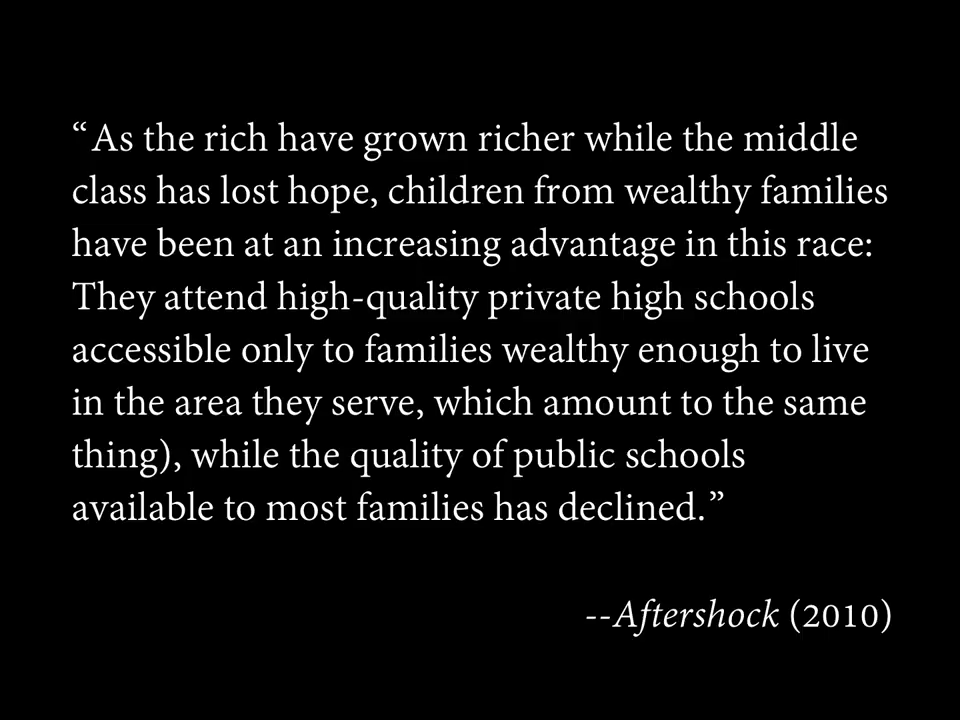 “As the rich have grown richer while the middle
class has lost hope, children from wealthy families
have been at an increasing advantage in this race:
They attend high-quality private high schools
accessible only to families wealthy enough to live
in the area they serve, which amount to the same
thing), while the quality of public schools
available to most families has declined.”
--Aftershock (2010)